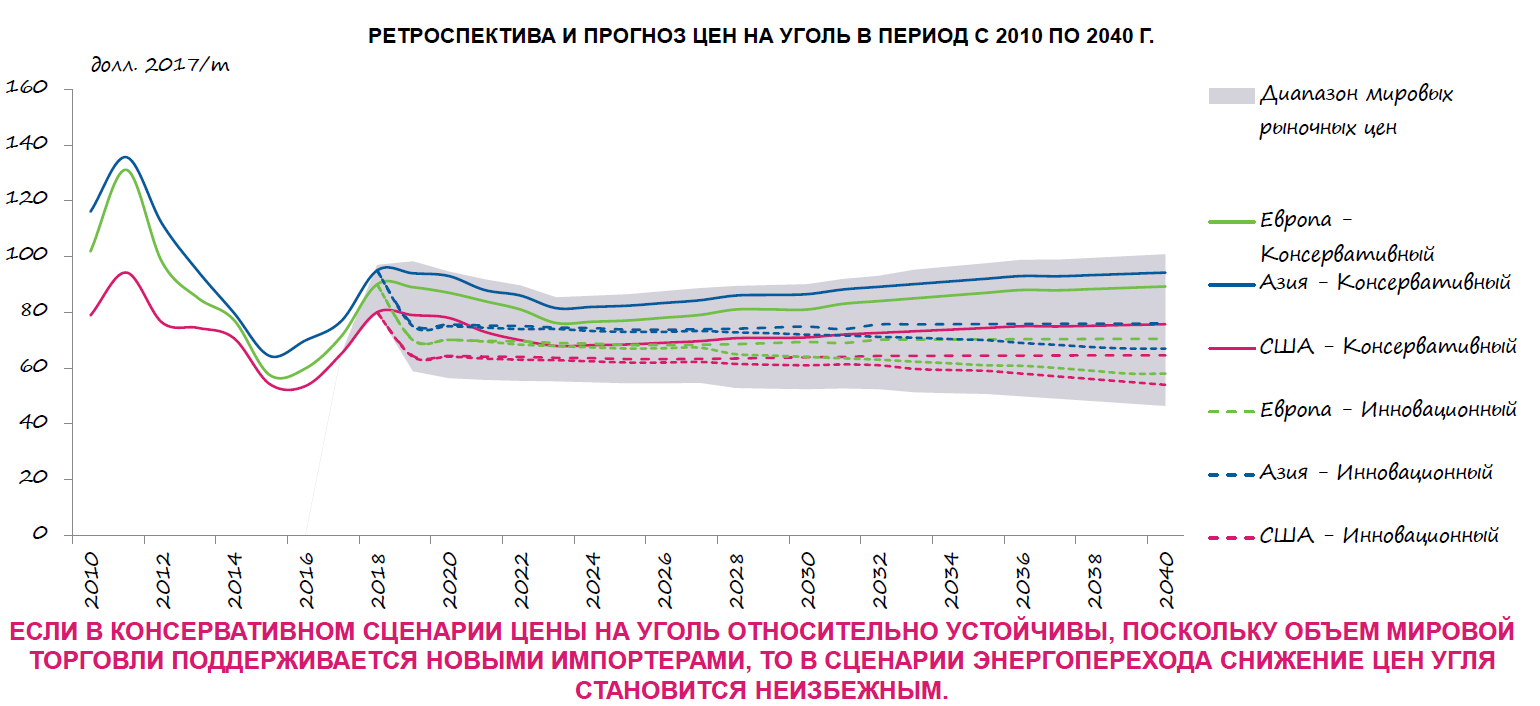 РЕТРОСПЕКТИВА И ПРОГНОЗ ЦЕН НА УГОЛЬ В ПЕРИОД С 2010 ПО 2040 Г.
долл. 2017/т
160
140
120
100
80
60
40
20
0
2010
2012
2014
2016
2018
2020
2022
2024
2026
2028
2030
2032
2034
2036
2038
2040
Диапазон мировых
рыночных цен
Европа - 
Консервативный
Азия - Консервативный
США - Консервативный
Европа - Инновационный
Азия - Инновационный
США - Инновационный
ЕСЛИ В КОНСЕРВАТИВНОМ СЦЕНАРИИ ЦЕНЫ НА УГОЛЬ ОТНОСИТЕЛЬНО УСТОЙЧИВЫ, ПОСКОЛЬКУ ОБЪЕМ МИРОВОЙ
ТОРГОВЛИ ПОДДЕРЖИВАЕТСЯ НОВЫМИ ИМПОРТЕРАМИ, ТО В СЦЕНАРИИ ЭНЕРГОПЕРЕХОДА СНИЖЕНИЕ ЦЕН УГЛЯ
СТАНОВИТСЯ НЕИЗБЕЖНЫМ.